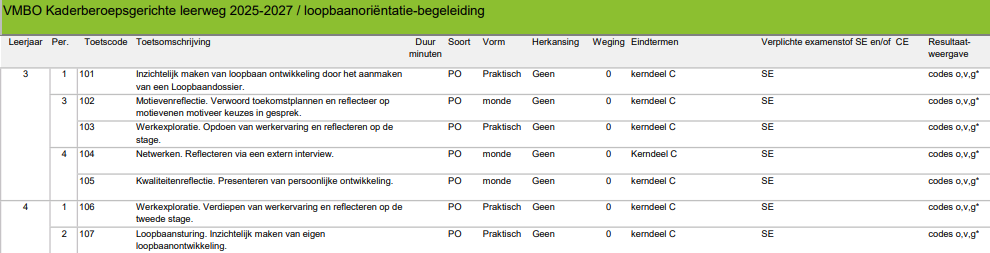 VMBO Kaderberoepsgerichte leerweg 2025-2027 / loopbaanoriëntatie-begeleiding
Leerjaar Per. Toetscode Toetsomschrijving Duur minuten Soort Vorm Herkansing Weging Eindtermen Verplichte examenstof SE en/of CE Resultaat-weergave
3 1 101 Inzichtelijk maken van loopbaan ontwikkeling door het aanmaken PO Praktisch Geen 0 kerndeel C SE codes o,v,g*
van een Loopbaandossier.
3 102 Motievenreflectie. Verwoord toekomstplannen en reflecteer op PO monde Geen 0 kerndeel C SE codes o,v,g*
motievenen motiveer keuzes in gesprek.
103 Werkexploratie. Opdoen van werkervaring en reflecteren op de PO Praktisch Geen 0 kerndeel C SE codes o,v,g*
stage.
4 104 Netwerken. Reflecteren via een extern interview. PO monde Geen 0 Kerndeel C SE codes o,v,g*
105 Kwaliteitenreflectie. Presenteren van persoonlijke ontwikkeling. PO monde Geen 0 kerndeel C SE codes o,v,g*
4 1 106 Werkexploratie. Verdiepen van werkervaring en reflecteren op de PO Praktisch Geen 0 kerndeel C SE codes o,v,g*
tweede stage.
2 107 Loopbaansturing. Inzichtelijk maken van eigen PO Praktisch Geen 0 kerndeel C SE codes o,v,g*
loopbaanontwikkeling.